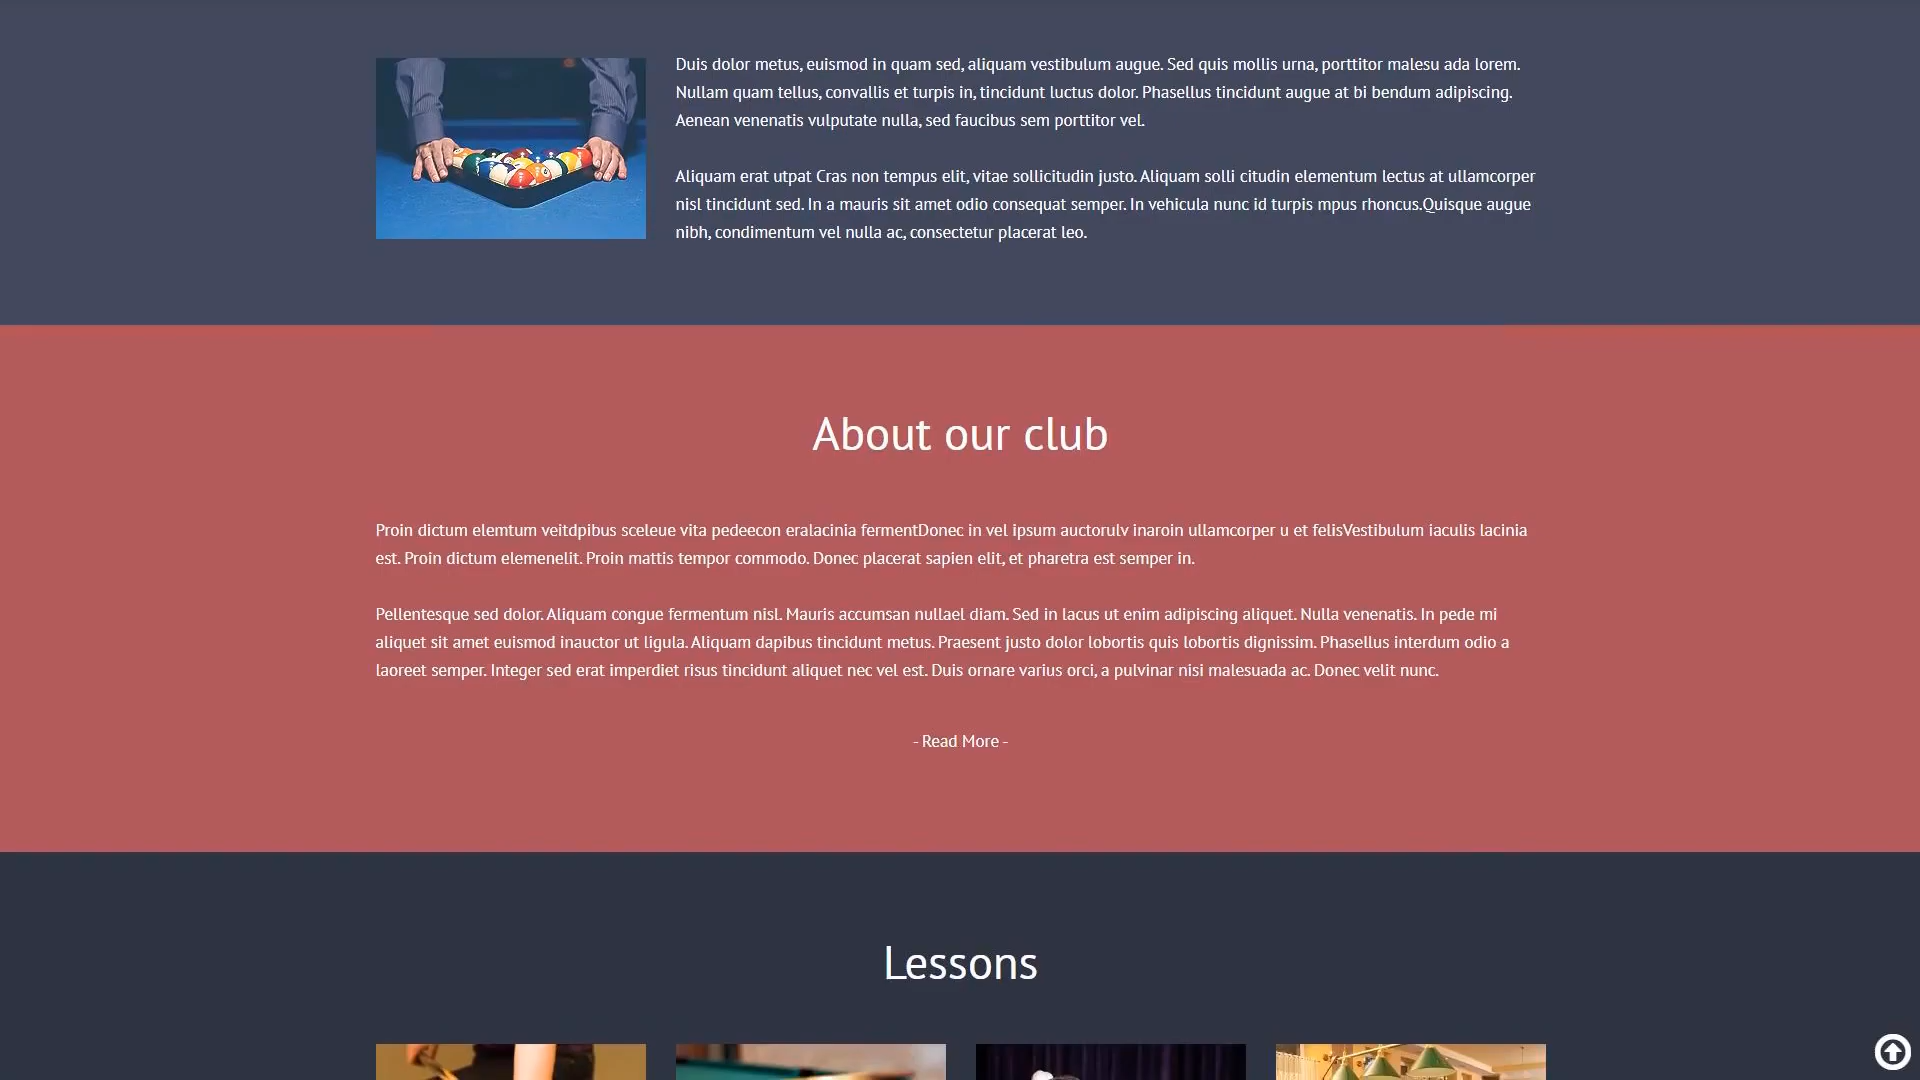 Duis dolor metus, euismod in quam sed, aliquam vestibulum augue. Sed quis mollis urna, porttitor malesu ada lorem.
Nullam quam tellus, convallis et turpis in, tincidunt luctus dolor. Phasellus tincidunt augue at bi bendum adipiscing.
Aenean venenatis vulputate nulla, sed faucibus sem porttitor vel.
Aliquam erat utpat Cras non tempus elit, vitae sollicitudin justo. Aliquam solli citudin elementum lectus at ullamcorper
nisl tincidunt sed. In a mauris sit amet odio consequat semper. In vehicula nunc id turpis mpus rhoncus.Quisque augue
nibh, condimentum vel nulla ac, consectetur placerat leo.
About our club
Proin dictum elemtum veitdpibus sceleue vita pedeecon eralacinia fermentDonec in vel ipsum auctorulv inaroin ullamcorper u et felisVestibulum iaculis lacinia
est. Proin dictum elemenelit. Proin mattis tempor commodo. Donec placerat sapien elit, et pharetra est semper in.
Pellentesque sed dolor. Aliquam congue fermentum nisl. Mauris accumsan nullael diam. Sed in lacus ut enim adipiscing aliquet. Nulla venenatis. In pede mi
aliquet sit amet euismod inauctor ut ligula. Aliquam dapibus tincidunt metus. Praesent justo dolor lobortis quis lobortis dignissim. Phasellus interdum odio a
laoreet semper. Integer sed erat imperdiet risus tincidunt aliquet nec vel est. Duis ornare varius orci, a pulvinar nisi malesuada ac. Donec velit nunc.
- Read More -
Lessons